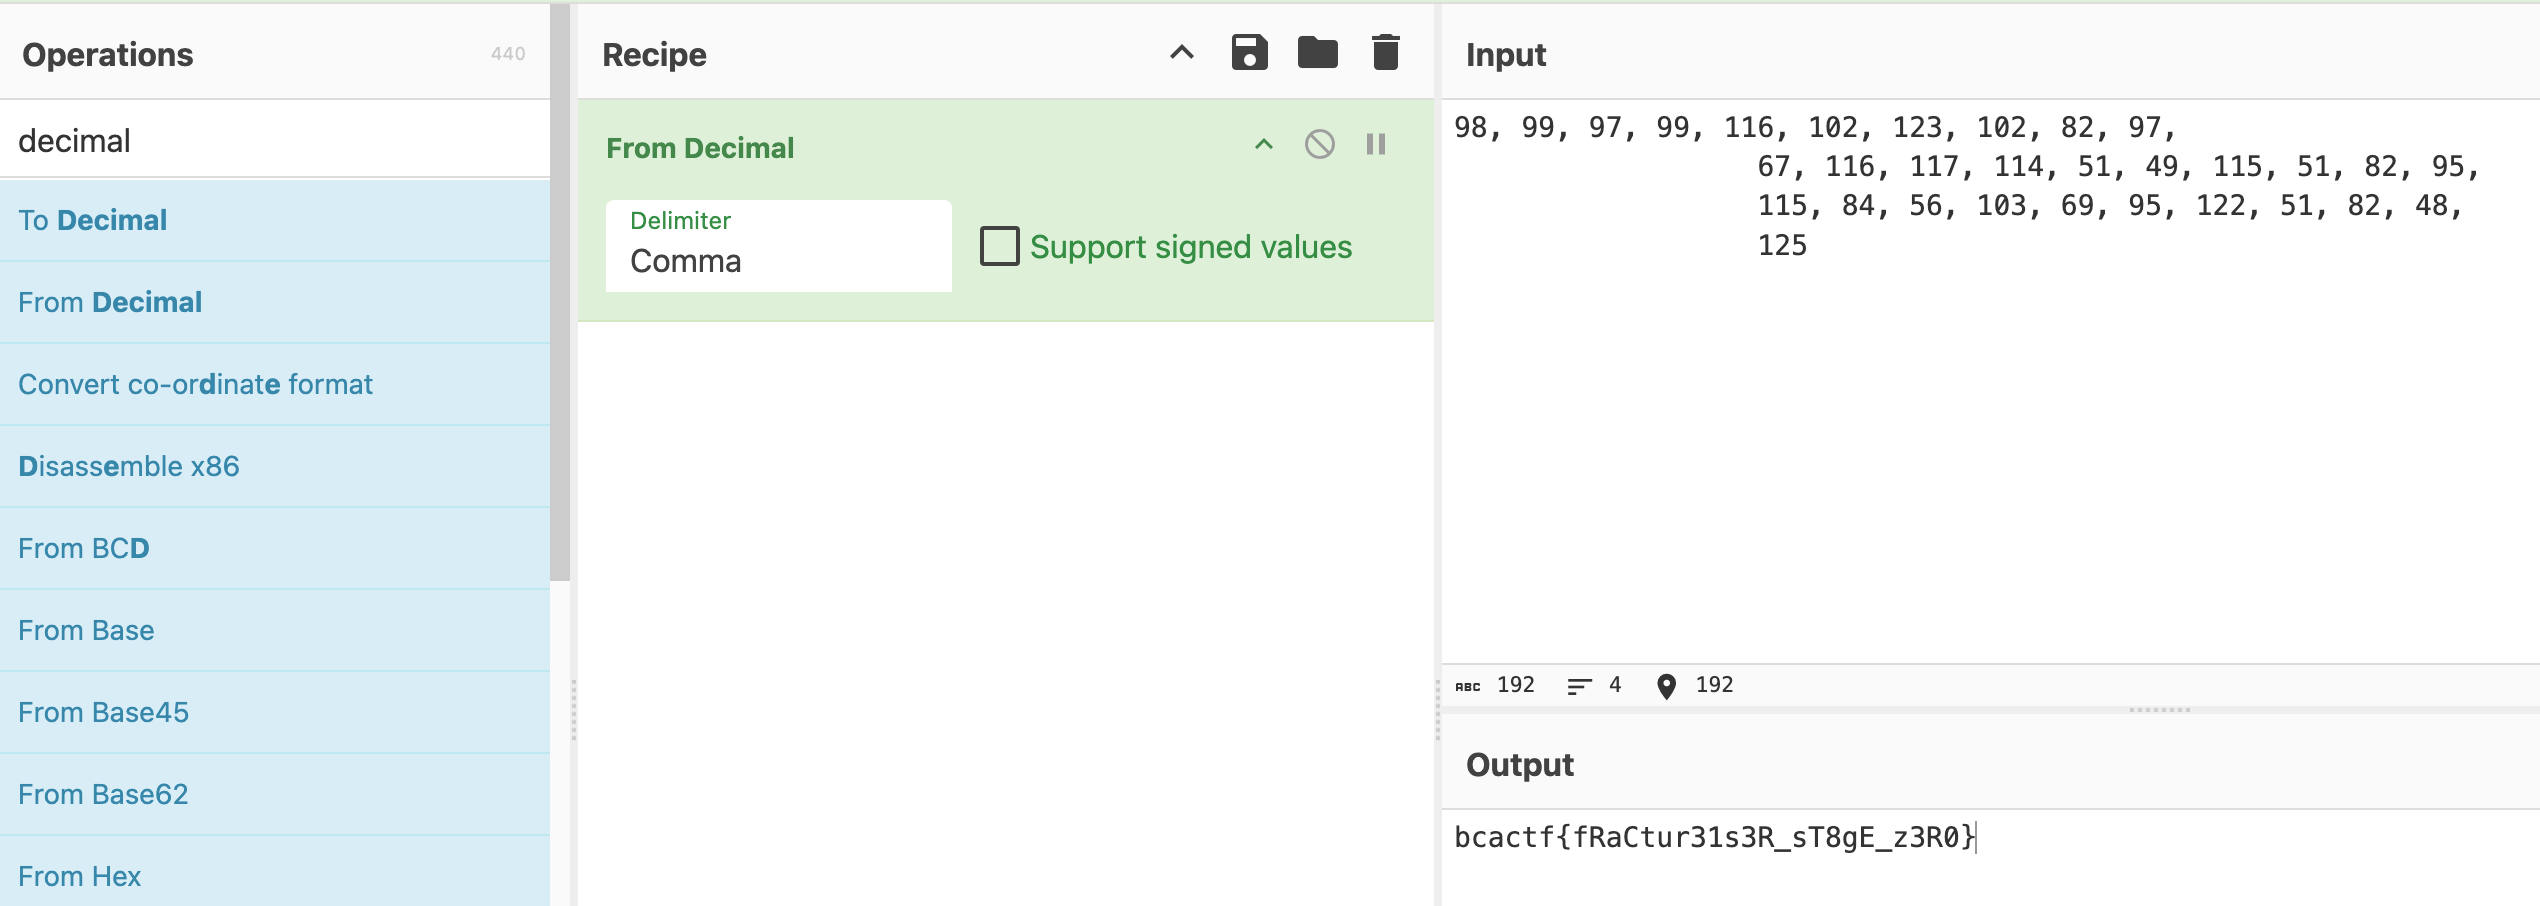 Operations
440
decimal
To Decimal
From Decimal
Convert co-ordinate format
Disassemble x86
From BCD
From Base
From Base45
From Base62
From Hex
Recipe
From Decimal
Delimiter
Comma
Support signed values
Input
98, 99, 97, 99, 116, 102, 123, 102, 82, 97,
67, 116, 117, 114, 51, 49, 115, 51, 82, 95,
115, 84, 56, 103, 69, 95, 122, 51, 82, 48,
125
ABC 192 4 192
Output
bcactf{fRaCtur31s3R_sT8gE_z3R0}